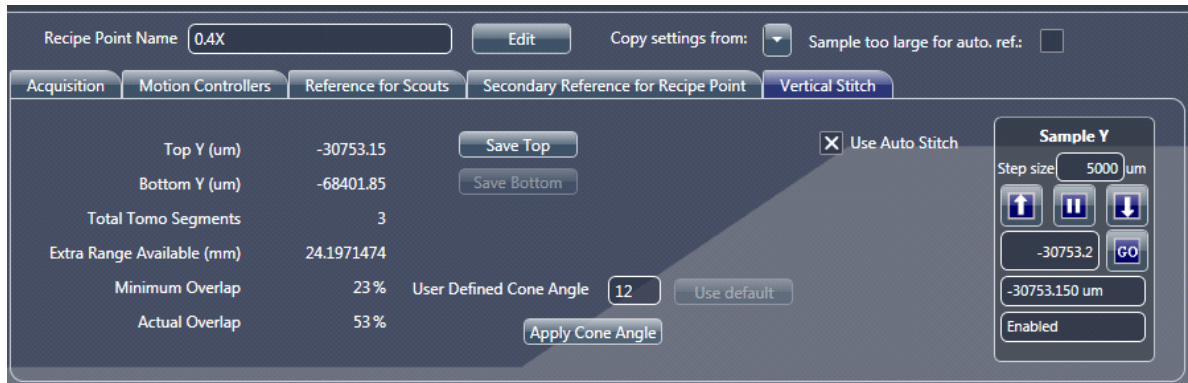 Recipe Point Name 0.4X Edit Copy settings from: Sample too large for auto. ref.:
Acquisition Motion Controllers Reference for Scouts Secondary Reference for Recipe Point Vertical Stitch
Top Y (um) -30753.15 Save Top
Bottom Y (um) -68401.85 Save Bottom
Total Tomo Segments 3
Extra Range Available (mm) 24.1971474
Minimum Overlap 23 % User Defined Cone Angle 12 Use default
Actual Overlap 53 % Apply Cone Angle
Use Auto Stitch
Sample Y
Step size 5000 um
-30753.2 GO
-30753.150 um
Enabled